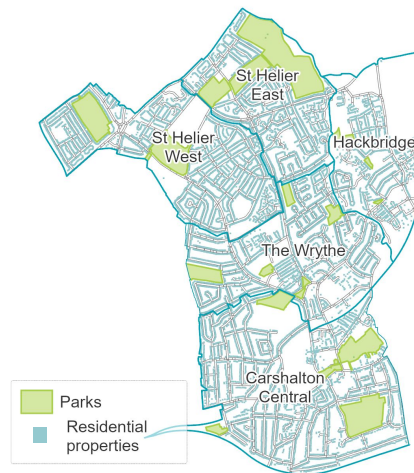 St Helier
East
St Helier
West
Hackbridge
The Wrythe
Carshalton
Central
Parks
Residential
properties